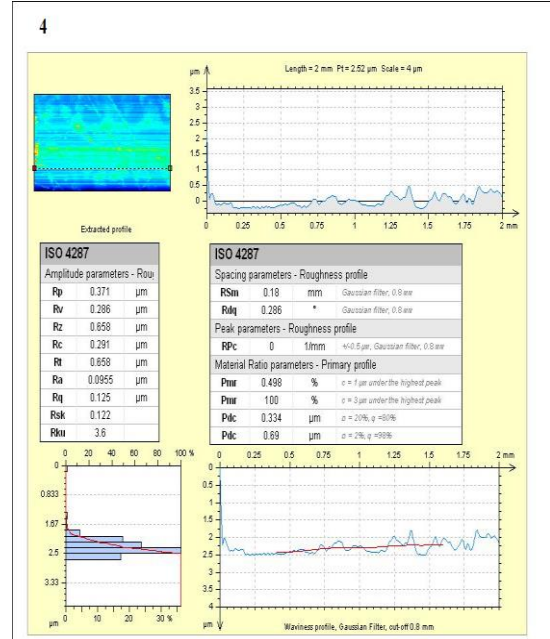 4
Length = 2 mm Pt = 2.52 µm Scale = 4 µm
µm
3.5
3
2.5
2
1.5
1
0.5
0
0 0.25 0.5 0.75 1 1.25 1.5 1.75 2 mm
Extracted profile
ISO 4287
Amplitude parameters - Rou
Rp 0.371 µm
Rv 0.286 µm
Rz 0.658 µm
Rc 0.291 µm
Rt 0.658 µm
Ra 0.0955 µm
Rq 0.125 µm
Rsk 0.122
Rku 3.6
ISO 4287
Spacing parameters - Roughness profile
RSm 0.18 mm Gaussian filter, 0.8 mm
Rdq 0.286 ° Gaussian filter, 0.8 mm
Peak parameters - Roughness profile
RPc 0 1/mm +/-0.5 µm, Gaussian filter, 0.8 mm
Material Ratio parameters - Primary profile
Pmr 0.498 % c = 1 µm under the highest peak
Pmr 100 % c = 3 µm under the highest peak
Pdc 0.334 µm p = 20%, q = 80%
Pdc 0.69 µm p = 2%, q = 98%
0 20 40 60 80 100 %
0
0.833
1.67
2.5
3.33
µm
0 10 20 30 %
0 0.25 0.5 0.75 1 1.25 1.5 2 mm
0
0.5
1
1.5
2
2.5
3
3.5
4
µm
Waviness profile, Gaussian Filter, cut-off 0.8 mm